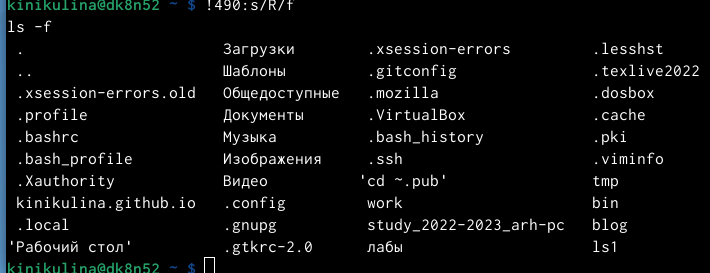 kinikulina@dk8n52 ~ $ !490:s/R/f
ls -f
. Загрузки .xsession-errors .lesshst
.. Шаблоны .gitconfig .texlive2022
.xsession-errors.old Общедоступные .mozilla .dosbox
.profile Документы .VirtualBox .cache
.bashrc Музыка .bash_history .pki
.bash_profile Изображения .ssh .viminfo
.Xauthority Видео 'cd ~.pub' tmp
kinikulina.github.io .config work bin
.local .gnupg study_2022-2023_arh-pc blog
'Рабочий стол' .gtkrc-2.0 лабы ls1
kinikulina@dk8n52 ~ $